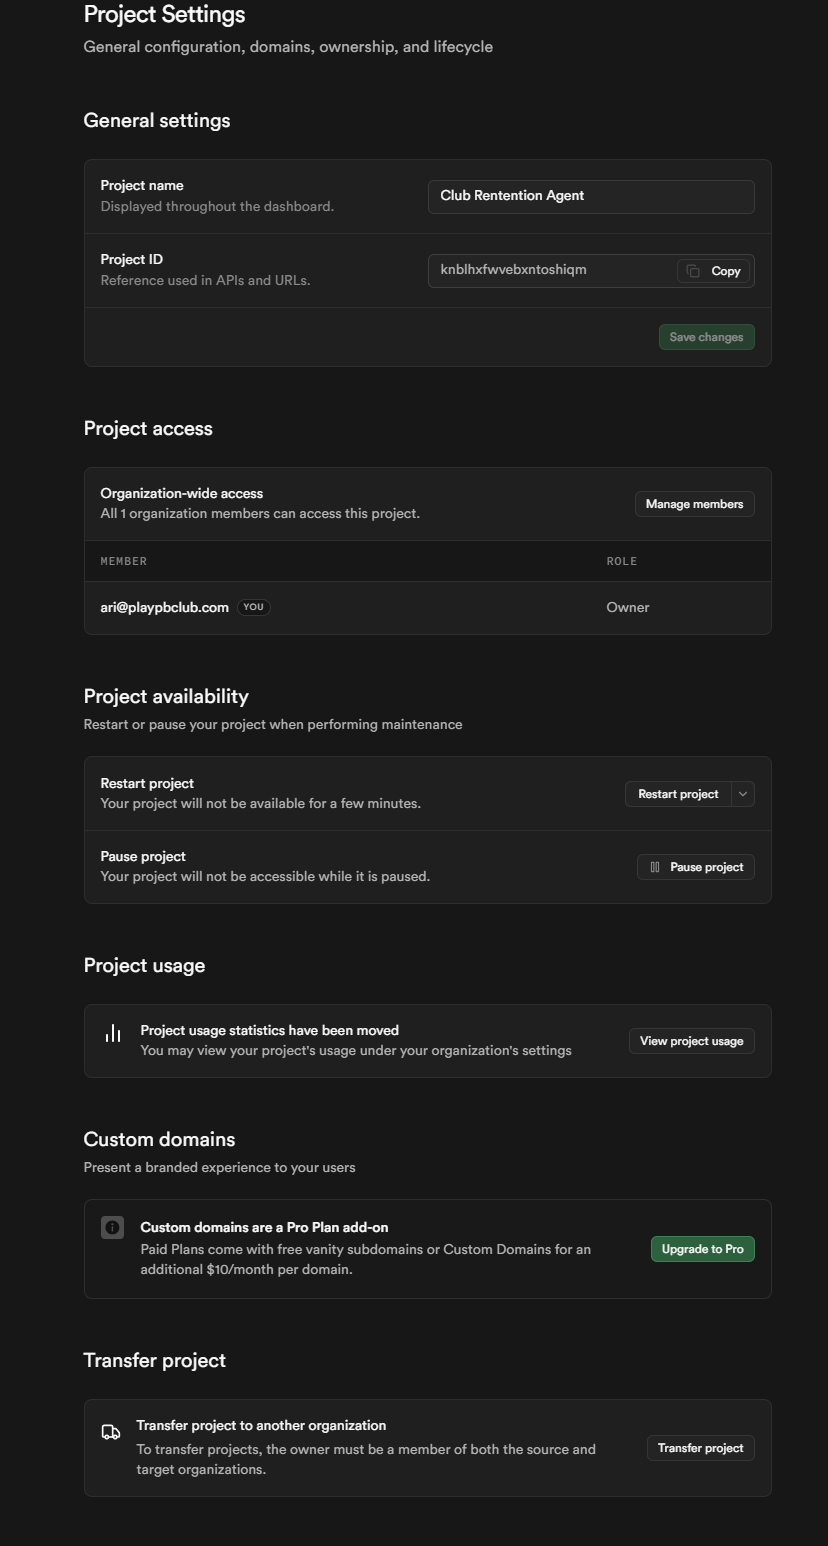 Project Settings
General configuration, domains, ownership, and lifecycle
General settings
Project name
Displayed throughout the dashboard.
Club Rentention Agent
Project ID
Reference used in APIs and URLs.
knblhxfwvebxntoshiqm
Copy
Save changes
Project access
Organization-wide access
All 1 organization members can access this project.
Manage members
MEMBER
ROLE
ari@playpbclub.com
YOU
Owner
Project availability
Restart or pause your project when performing maintenance
Restart project
Your project will not be available for a few minutes.
Restart project
Pause project
Your project will not be accessible while it is paused.
Pause project
Project usage
Project usage statistics have been moved
You may view your project's usage under your organization's settings
View project usage
Custom domains
Present a branded experience to your users
Custom domains are a Pro Plan add-on
Paid Plans come with free vanity subdomains or Custom Domains for an
additional $10/month per domain.
Upgrade to Pro
Transfer project
Transfer project to another organization
To transfer projects, the owner must be a member of both the source and
target organizations.
Transfer project